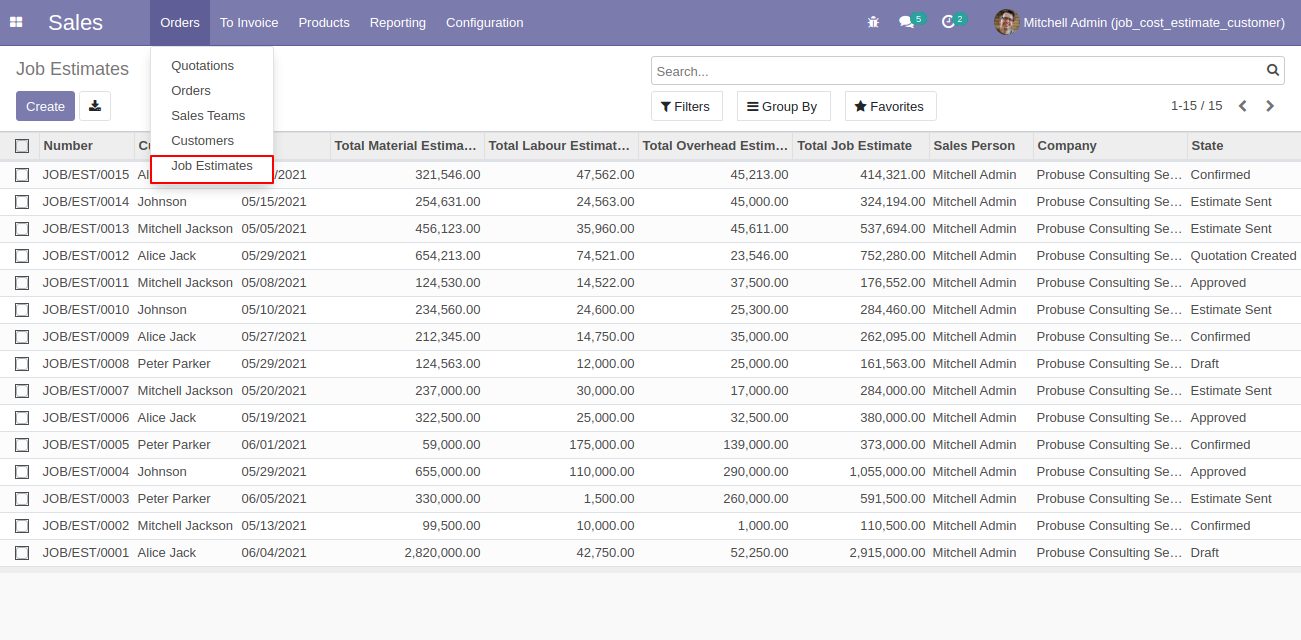 Sales Orders To Invoice Products Reporting Configuration 5 2 Mitchell Admin (job_cost_estimate_customer)
Job Estimates Search...
Quotations
Orders
Sales Teams
Customers
Job Estimates
Create Filters Group By Favorites 1-15 / 15
Number Total Material Estima... Total Labour Estimat... Total Overhead Estim... Total Job Estimate Sales Person Company State
JOB/EST/0015 /2021 321,546.00 47,562.00 45,213.00 414,321.00 Mitchell Admin Probuse Consulting Se... Confirmed
JOB/EST/0014 Johnson 05/15/2021 254,631.00 24,563.00 45,000.00 324,194.00 Mitchell Admin Probuse Consulting Se... Estimate Sent
JOB/EST/0013 Mitchell Jackson 05/05/2021 456,123.00 35,960.00 45,611.00 537,694.00 Mitchell Admin Probuse Consulting Se... Estimate Sent
JOB/EST/0012 Alice Jack 05/29/2021 654,213.00 74,521.00 23,546.00 752,280.00 Mitchell Admin Probuse Consulting Se... Quotation Created
JOB/EST/0011 Mitchell Jackson 05/08/2021 124,530.00 14,522.00 37,500.00 176,552.00 Mitchell Admin Probuse Consulting Se... Approved
JOB/EST/0010 Johnson 05/10/2021 234,560.00 24,600.00 25,300.00 284,460.00 Mitchell Admin Probuse Consulting Se... Estimate Sent
JOB/EST/0009 Alice Jack 05/27/2021 212,345.00 14,750.00 35,000.00 262,095.00 Mitchell Admin Probuse Consulting Se... Confirmed
JOB/EST/0008 Peter Parker 05/29/2021 124,563.00 12,000.00 25,000.00 161,563.00 Mitchell Admin Probuse Consulting Se... Draft
JOB/EST/0007 Mitchell Jackson 05/20/2021 237,000.00 30,000.00 17,000.00 284,000.00 Mitchell Admin Probuse Consulting Se... Estimate Sent
JOB/EST/0006 Alice Jack 05/19/2021 322,500.00 25,000.00 32,500.00 380,000.00 Mitchell Admin Probuse Consulting Se... Approved
JOB/EST/0005 Peter Parker 06/01/2021 59,000.00 175,000.00 139,000.00 373,000.00 Mitchell Admin Probuse Consulting Se... Confirmed
JOB/EST/0004 Johnson 05/29/2021 655,000.00 110,000.00 290,000.00 1,055,000.00 Mitchell Admin Probuse Consulting Se... Approved
JOB/EST/0003 Peter Parker 06/05/2021 330,000.00 1,500.00 260,000.00 591,500.00 Mitchell Admin Probuse Consulting Se... Estimate Sent
JOB/EST/0002 Mitchell Jackson 05/13/2021 99,500.00 10,000.00 1,000.00 110,500.00 Mitchell Admin Probuse Consulting Se... Confirmed
JOB/EST/0001 Alice Jack 06/04/2021 2,820,000.00 42,750.00 52,250.00 2,915,000.00 Mitchell Admin Probuse Consulting Se... Draft